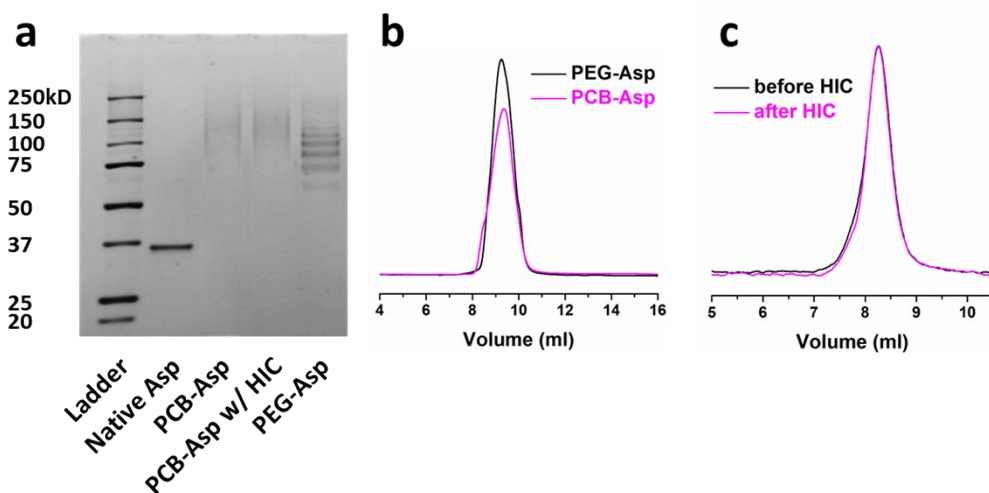 a
250kD
150
100
75
50
37
25
20
Ladder
Native Asp
PCB-Asp
PCB-Asp w/ HIC
PEG-Asp
b
PEG-Asp
PCB-Asp
4 6 8 10 12 14 16
Volume (ml)
c
before HIC
after HIC
5 6 7 8 9 10
Volume (ml)